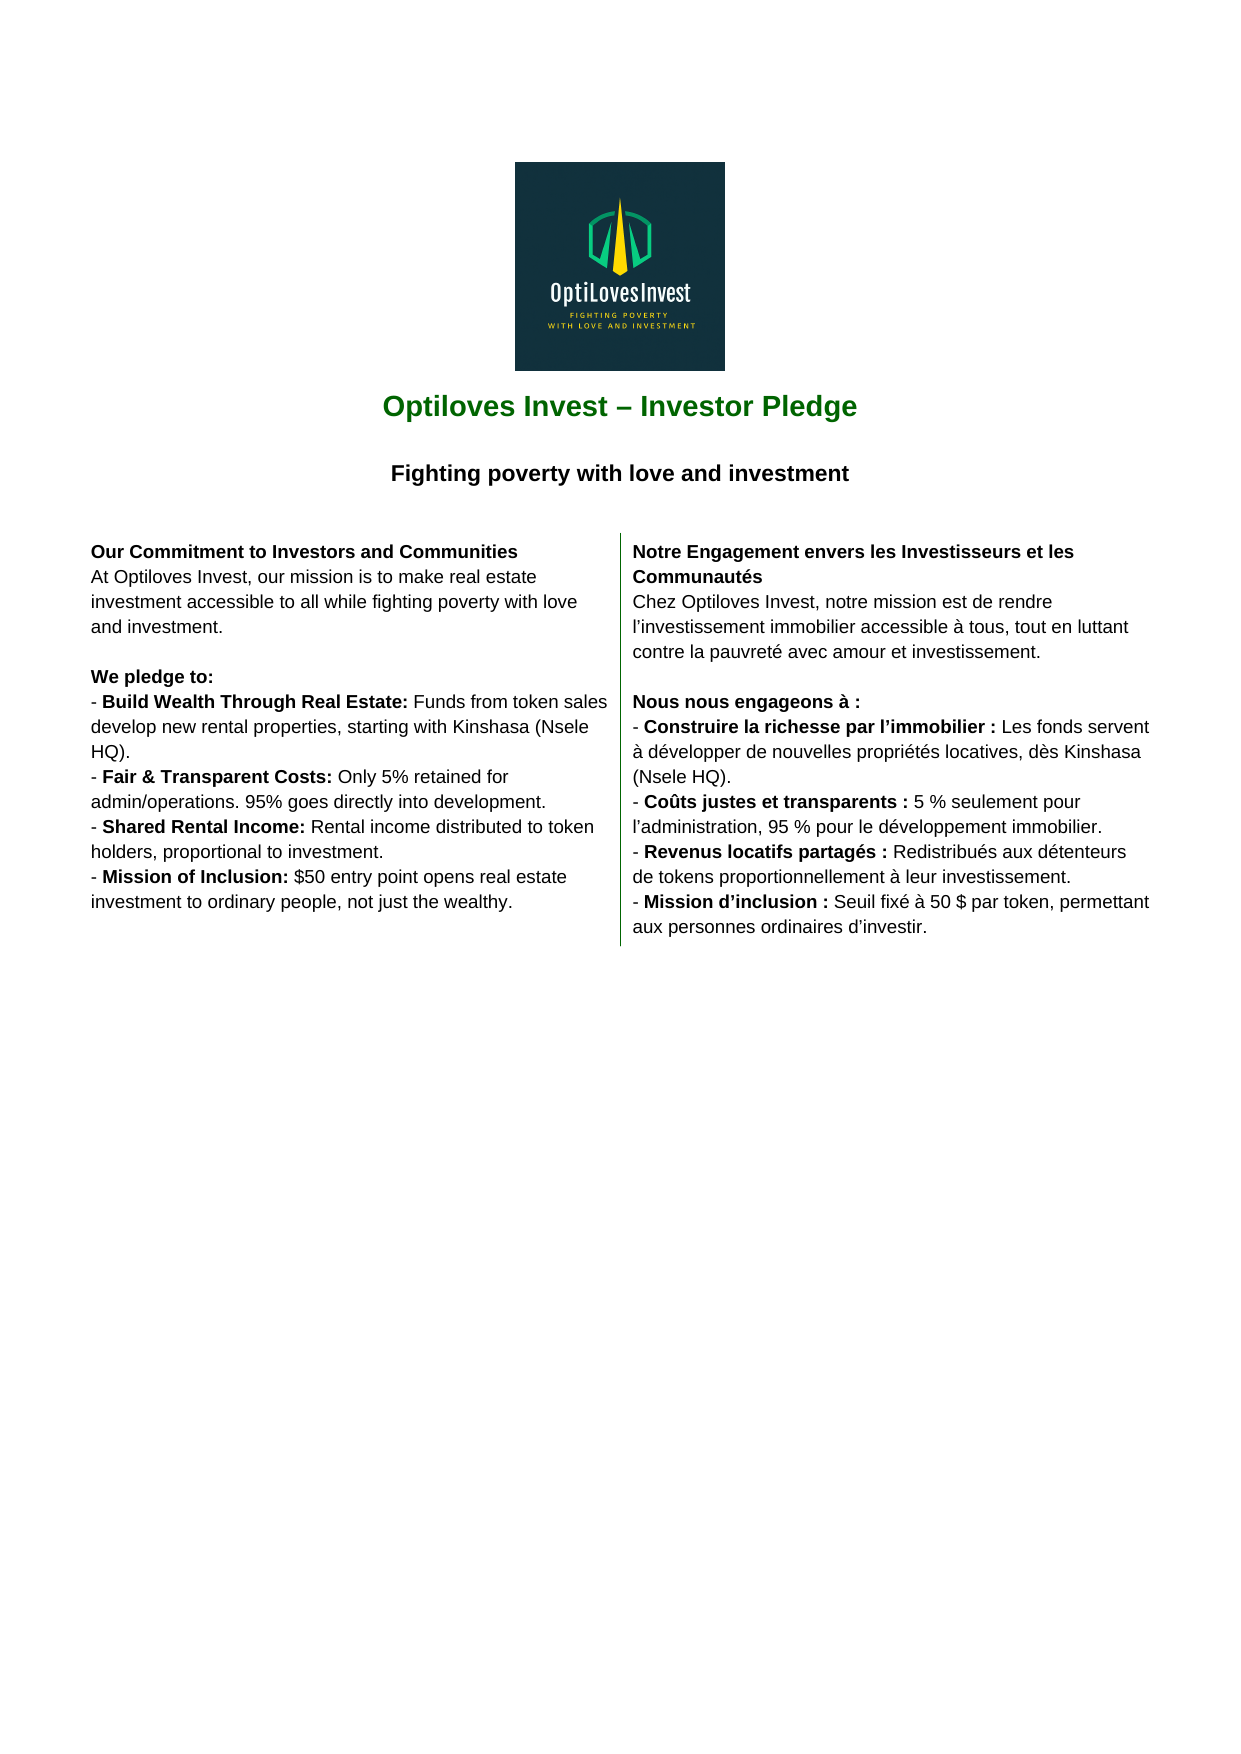 OptiLovesInvest
FIGHTING POVERTY
WITH LOVE AND INVESTMENT
Optiloves Invest – Investor Pledge
Fighting poverty with love and investment
Our Commitment to Investors and Communities
At Optiloves Invest, our mission is to make real estate
investment accessible to all while fighting poverty with love
and investment.
We pledge to:
- Build Wealth Through Real Estate: Funds from token sales
develop new rental properties, starting with Kinshasa (Nsele
HQ).
- Fair & Transparent Costs: Only 5% retained for
admin/operations. 95% goes directly into development.
- Shared Rental Income: Rental income distributed to token
holders, proportional to investment.
- Mission of Inclusion: $50 entry point opens real estate
investment to ordinary people, not just the wealthy.
Notre Engagement envers les Investisseurs et les
Communautés
Chez Optiloves Invest, notre mission est de rendre
l’investissement immobilier accessible à tous, tout en luttant
contre la pauvreté avec amour et investissement.
Nous nous engageons à :
- Construire la richesse par l’immobilier : Les fonds servent
à développer de nouvelles propriétés locatives, dès Kinshasa
(Nsele HQ).
- Coûts justes et transparents : 5 % seulement pour
l’administration, 95 % pour le développement immobilier.
- Revenus locatifs partagés : Redistribués aux détenteurs
de tokens proportionnellement à leur investissement.
- Mission d’inclusion : Seuil fixé à 50 $ par token, permettant
aux personnes ordinaires d’investir.